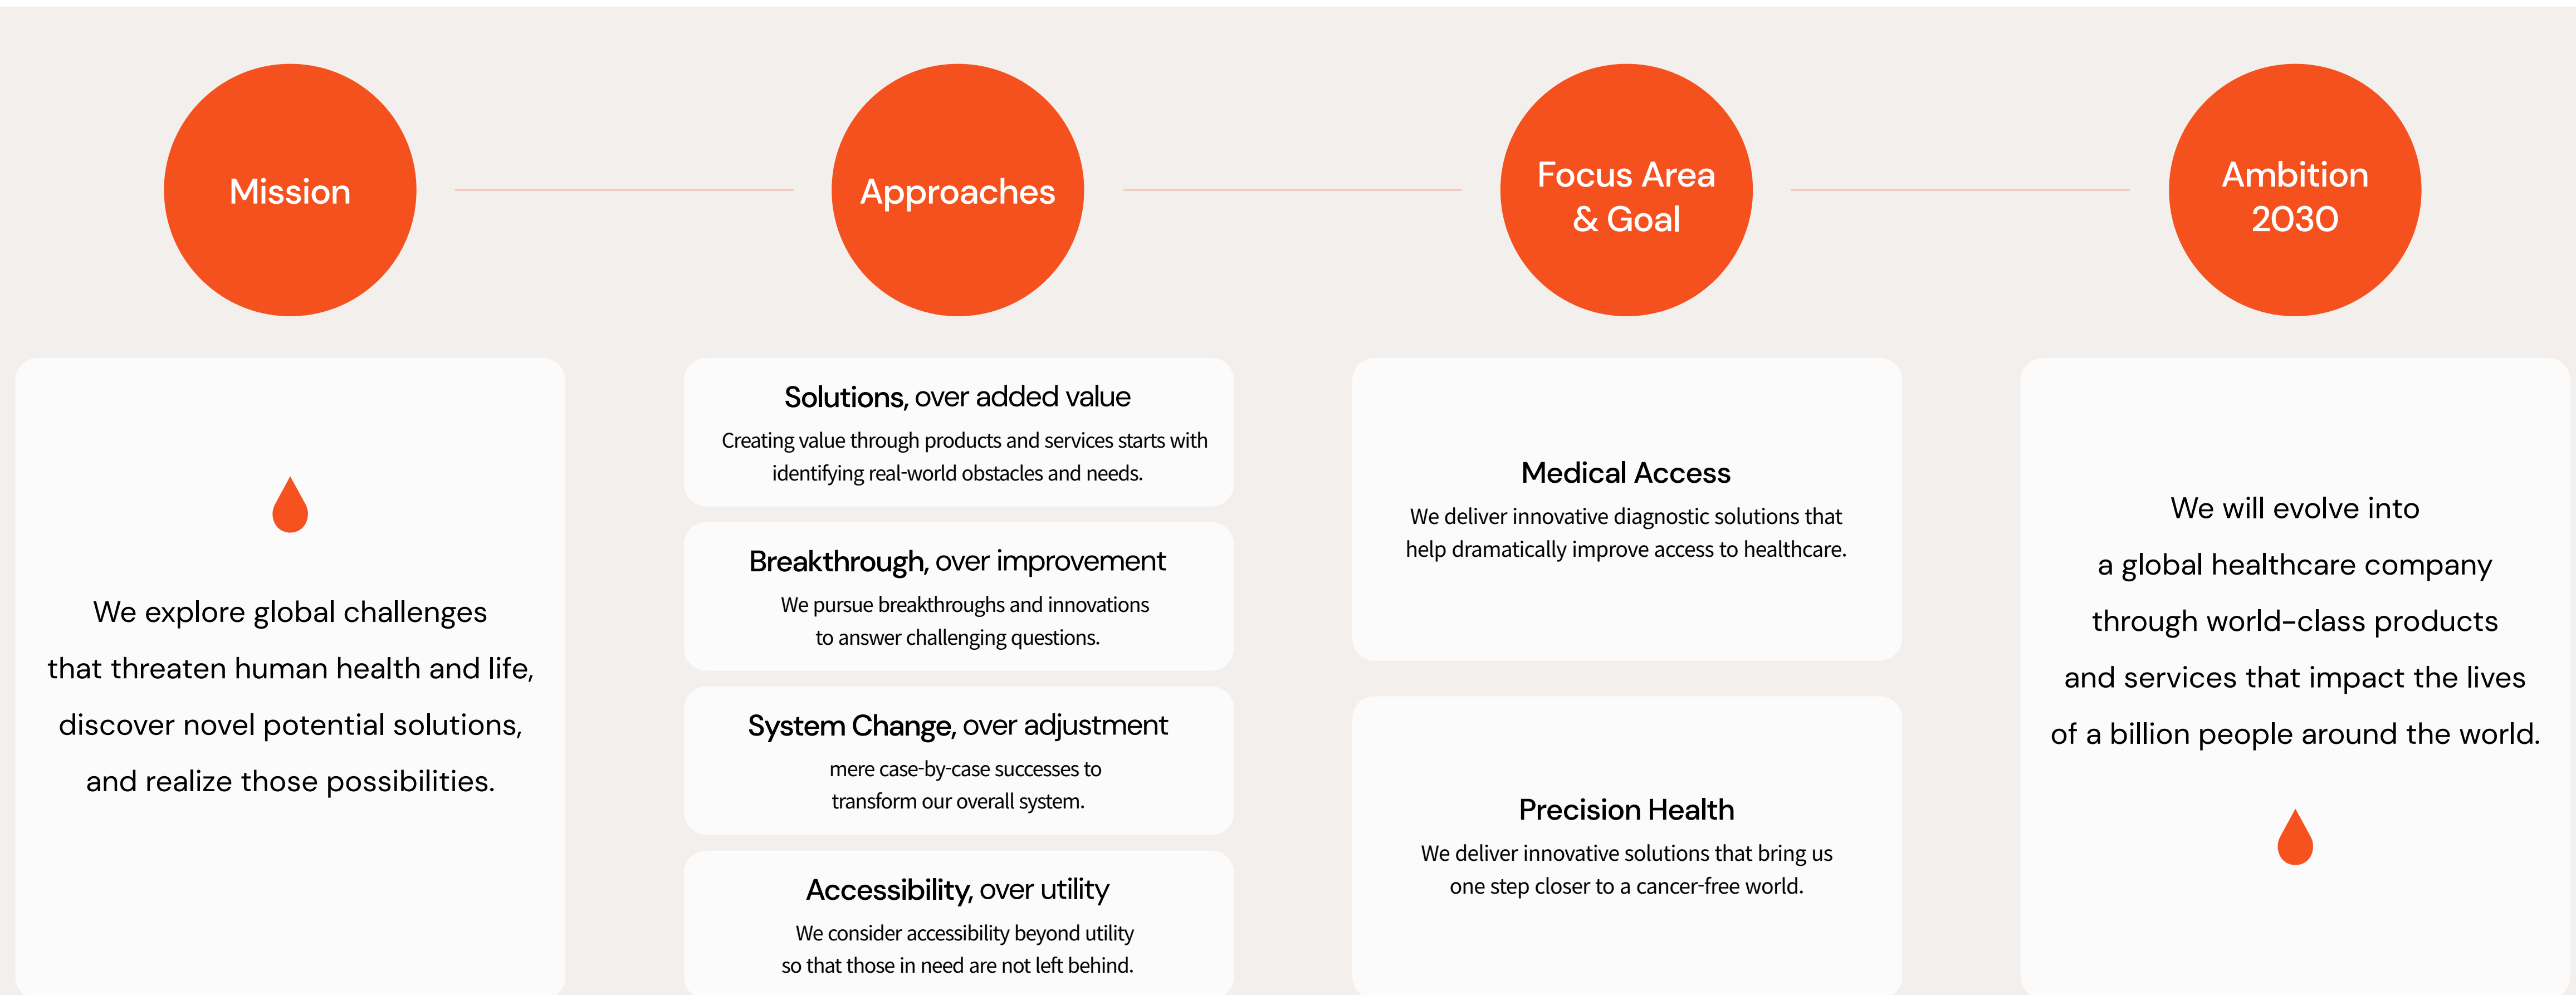 Mission
We explore global challenges
that threaten human health and life,
discover novel potential solutions,
and realize those possibilities.
Approaches
Solutions, over added value
Creating value through products and services starts with
identifying real-world obstacles and needs.
Breakthrough, over improvement
We pursue breakthroughs and innovations
to answer challenging questions.
System Change, over adjustment
mere case-by-case successes to
transform our overall system.
Accessibility, over utility
We consider accessibility beyond utility
so that those in need are not left behind.
Focus Area
& Goal
Medical Access
We deliver innovative diagnostic solutions that
help dramatically improve access to healthcare.
Precision Health
We deliver innovative solutions that bring us
one step closer to a cancer-free world.
Ambition
2030
We will evolve into
a global healthcare company
through world-class products
and services that impact the lives
of a billion people around the world.